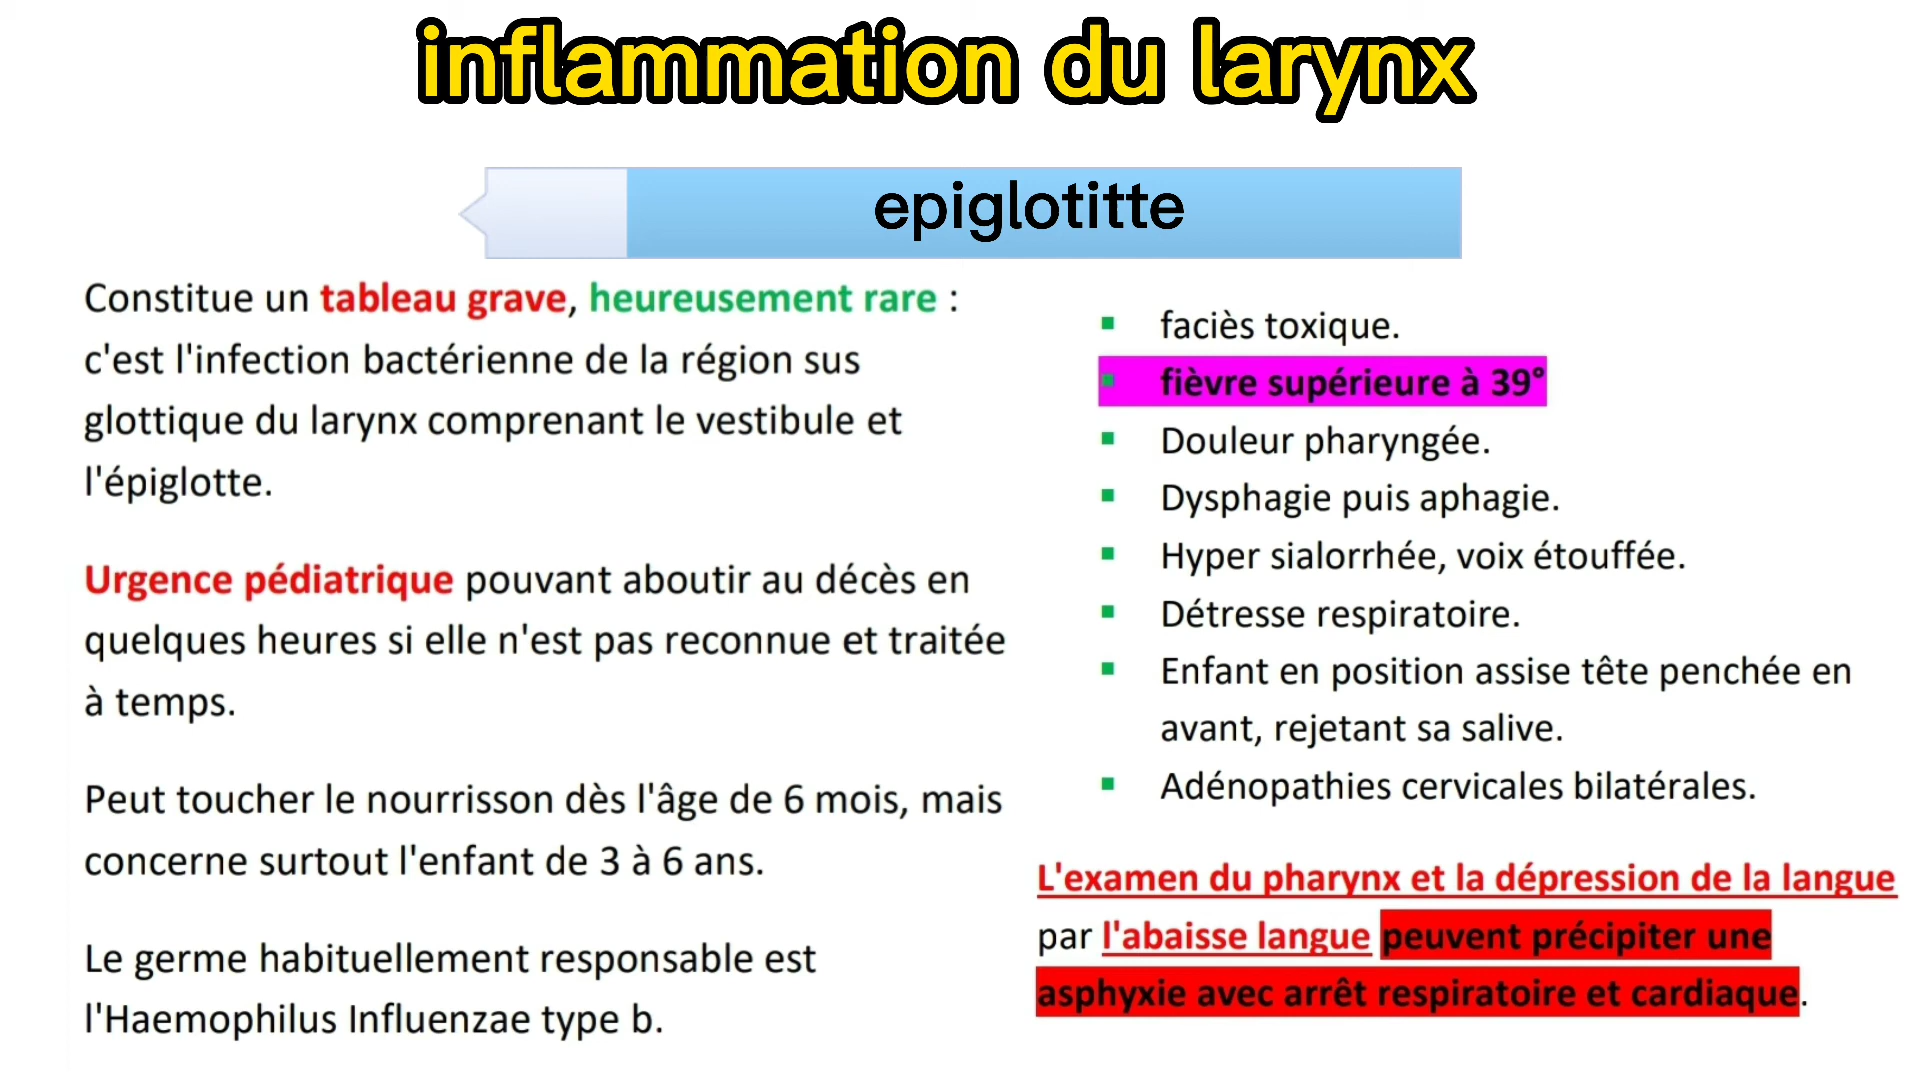 inflammation du larynx
epiglotitte
Constitue un tableau grave, heureusement rare :
c'est l'infection bactérienne de la région sus
glottique du larynx comprenant le vestibule et
l'épiglotte.
Urgence pédiatrique pouvant aboutir au décès en
quelques heures si elle n'est pas reconnue et traitée
à temps.
Peut toucher le nourrisson dès l'âge de 6 mois, mais
concerne surtout l'enfant de 3 à 6 ans.
Le germe habituellement responsable est
l'Haemophilus Influenzae type b.
faciès toxique.
fièvre supérieure à 39°
Douleur pharyngée.
Dysphagie puis aphagie.
Hyper sialorrhée, voix étouffée.
Détresse respiratoire.
Enfant en position assise tête penchée en
avant, rejetant sa salive.
Adénopathies cervicales bilatérales.
L'examen du pharynx et la dépression de la langue
par l'abaisse langue peuvent précipiter une
asphyxie avec arrêt respiratoire et cardiaque.